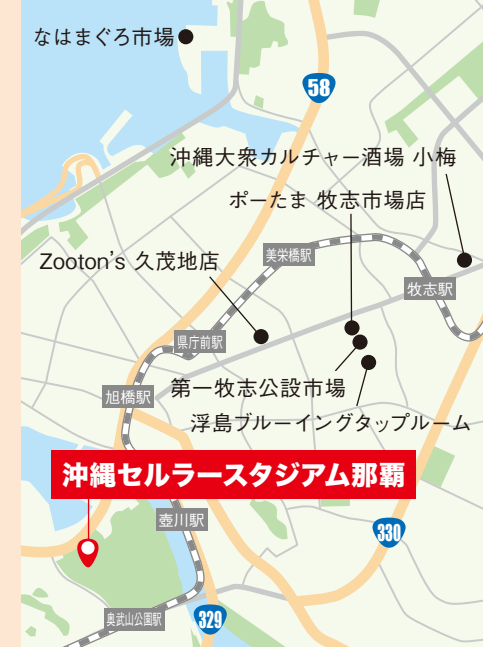 なはまぐろ市場
58
沖縄大衆カルチャー酒場 小梅
ポーたま 牧志市場店
Zooton's 久茂地店
美栄橋駅
牧志駅
県庁前駅
旭橋駅
第一牧志公設市場
浮島ブルーイングタップルーム
沖縄セルラースタジアム那覇
壺川駅
330
奥武山公園駅
329